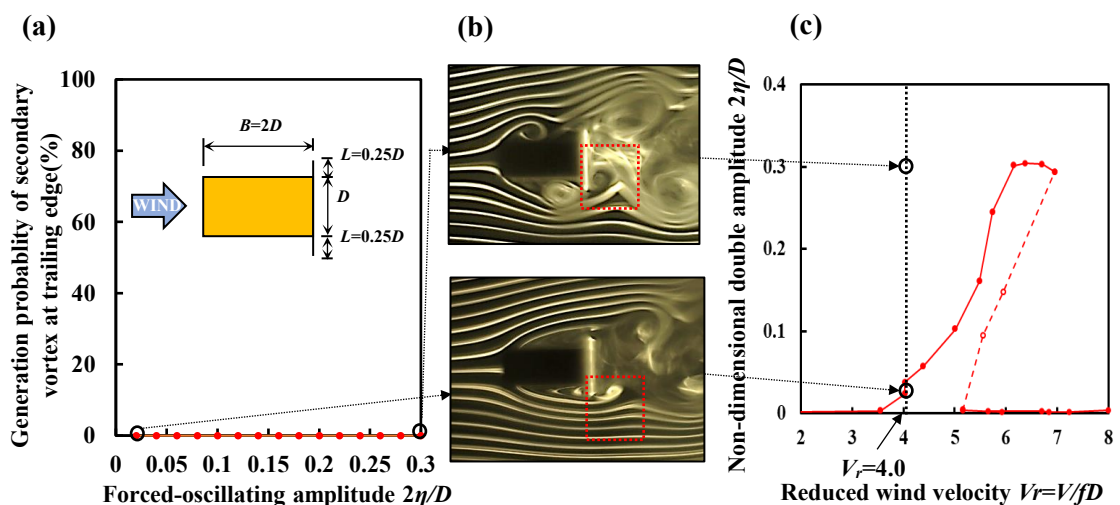 (a)
(b)
(c)
Generation probablity of secondary
vortex at trailing edge(%)
100
80
60
40
20
0
B=2D
L=0.25D
D
L=0.25D
WIND
0
0.05
0.1
0.15
0.2
0.25
0.3
Forced-oscillating amplitude 2η/D
Non-dimensional double amplitude 2η/D
0.4
0.3
0.2
0.1
0
2
3
4
5
6
7
8
Vr=4.0
Reduced wind velocity Vr=V/fD